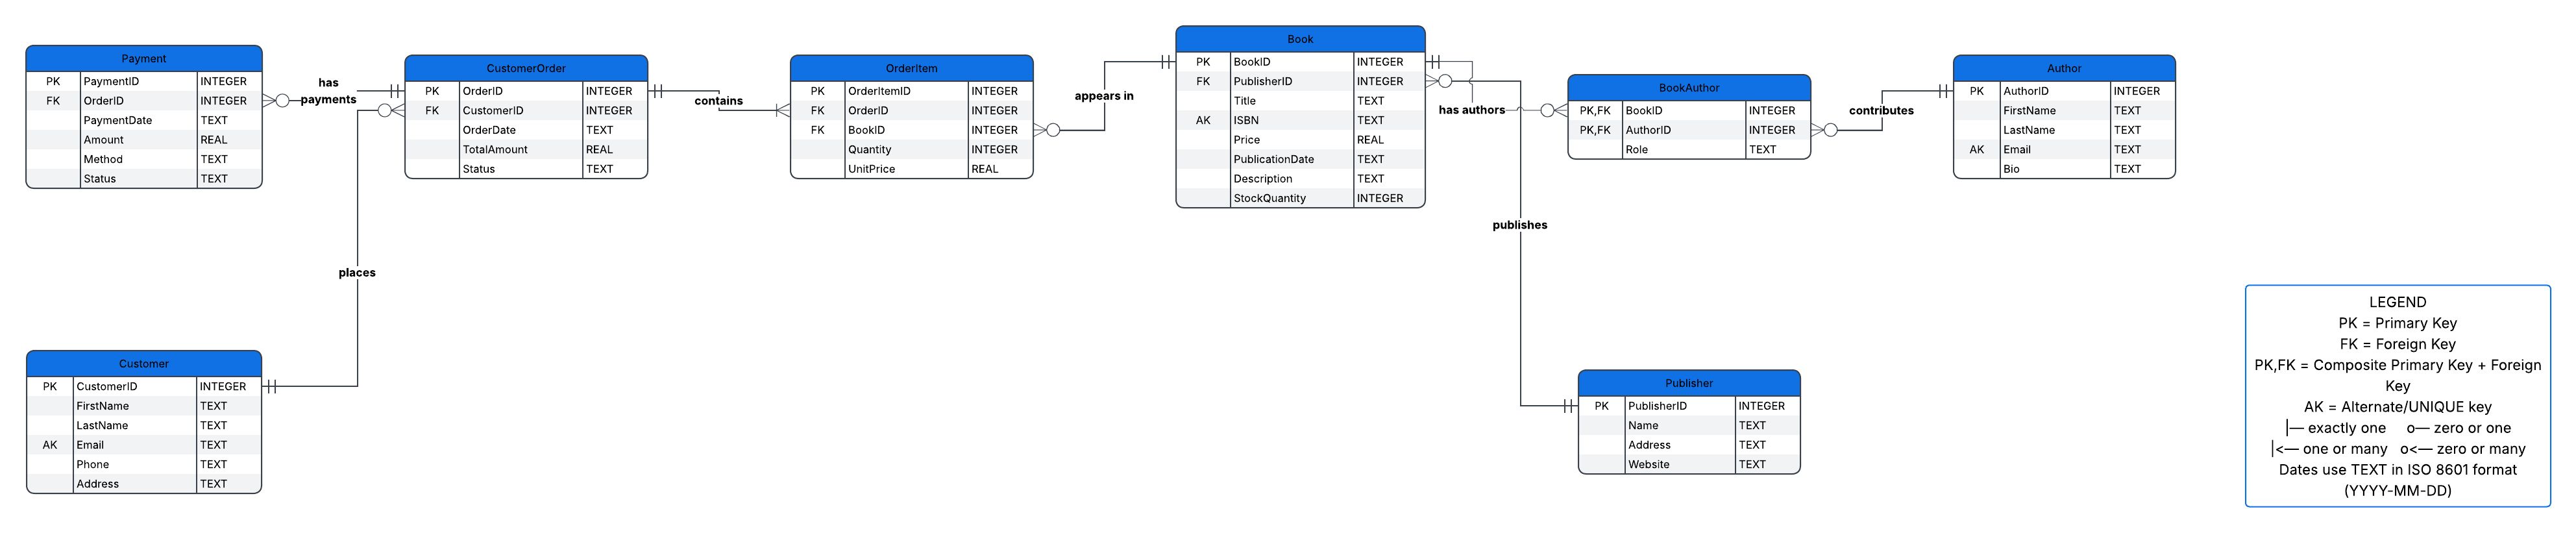 Payment
PK PaymentID INTEGER
FK OrderID INTEGER
PaymentDate TEXT
Amount REAL
Method TEXT
Status TEXT
has
payments
CustomerOrder
PK OrderID INTEGER
FK CustomerID INTEGER
OrderDate TEXT
TotalAmount REAL
Status TEXT
contains
OrderItem
PK OrderItemID INTEGER
FK OrderID INTEGER
FK BookID INTEGER
Quantity INTEGER
UnitPrice REAL
appears in
Book
PK BookID INTEGER
FK PublisherID INTEGER
Title TEXT
AK ISBN TEXT
Price REAL
PublicationDate TEXT
Description TEXT
StockQuantity INTEGER
has authors
BookAuthor
PK,FK BookID INTEGER
PK,FK AuthorID INTEGER
Role TEXT
contributes
Author
PK AuthorID INTEGER
FirstName TEXT
LastName TEXT
AK Email TEXT
Bio TEXT
publishes
places
Customer
PK CustomerID INTEGER
FirstName TEXT
LastName TEXT
AK Email TEXT
Phone TEXT
Address TEXT
Publisher
PK PublisherID INTEGER
Name TEXT
Address TEXT
Website TEXT
LEGEND
PK = Primary Key
FK = Foreign Key
PK,FK = Composite Primary Key + Foreign
Key
AK = Alternate/UNIQUE key
|— exactly one o— zero or one
|<— one or many o<— zero or many
Dates use TEXT in ISO 8601 format
(YYYY-MM-DD)